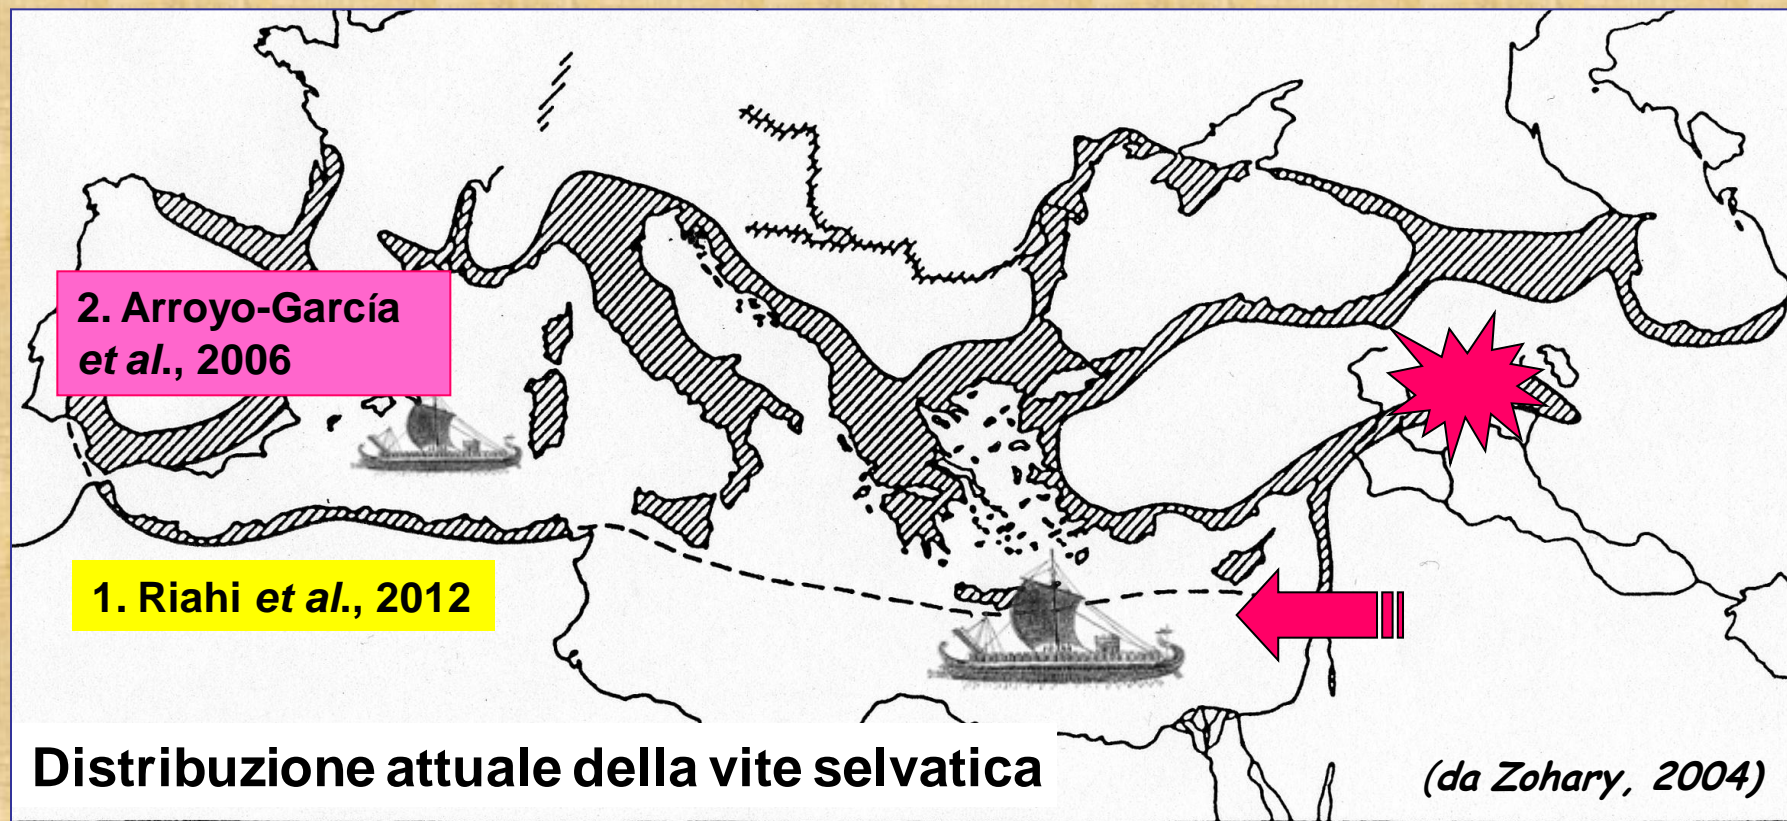 2. Arroyo-García
et al., 2006
1. Riahi et al., 2012
Distribuzione attuale della vite selvatica
(da Zohary, 2004)